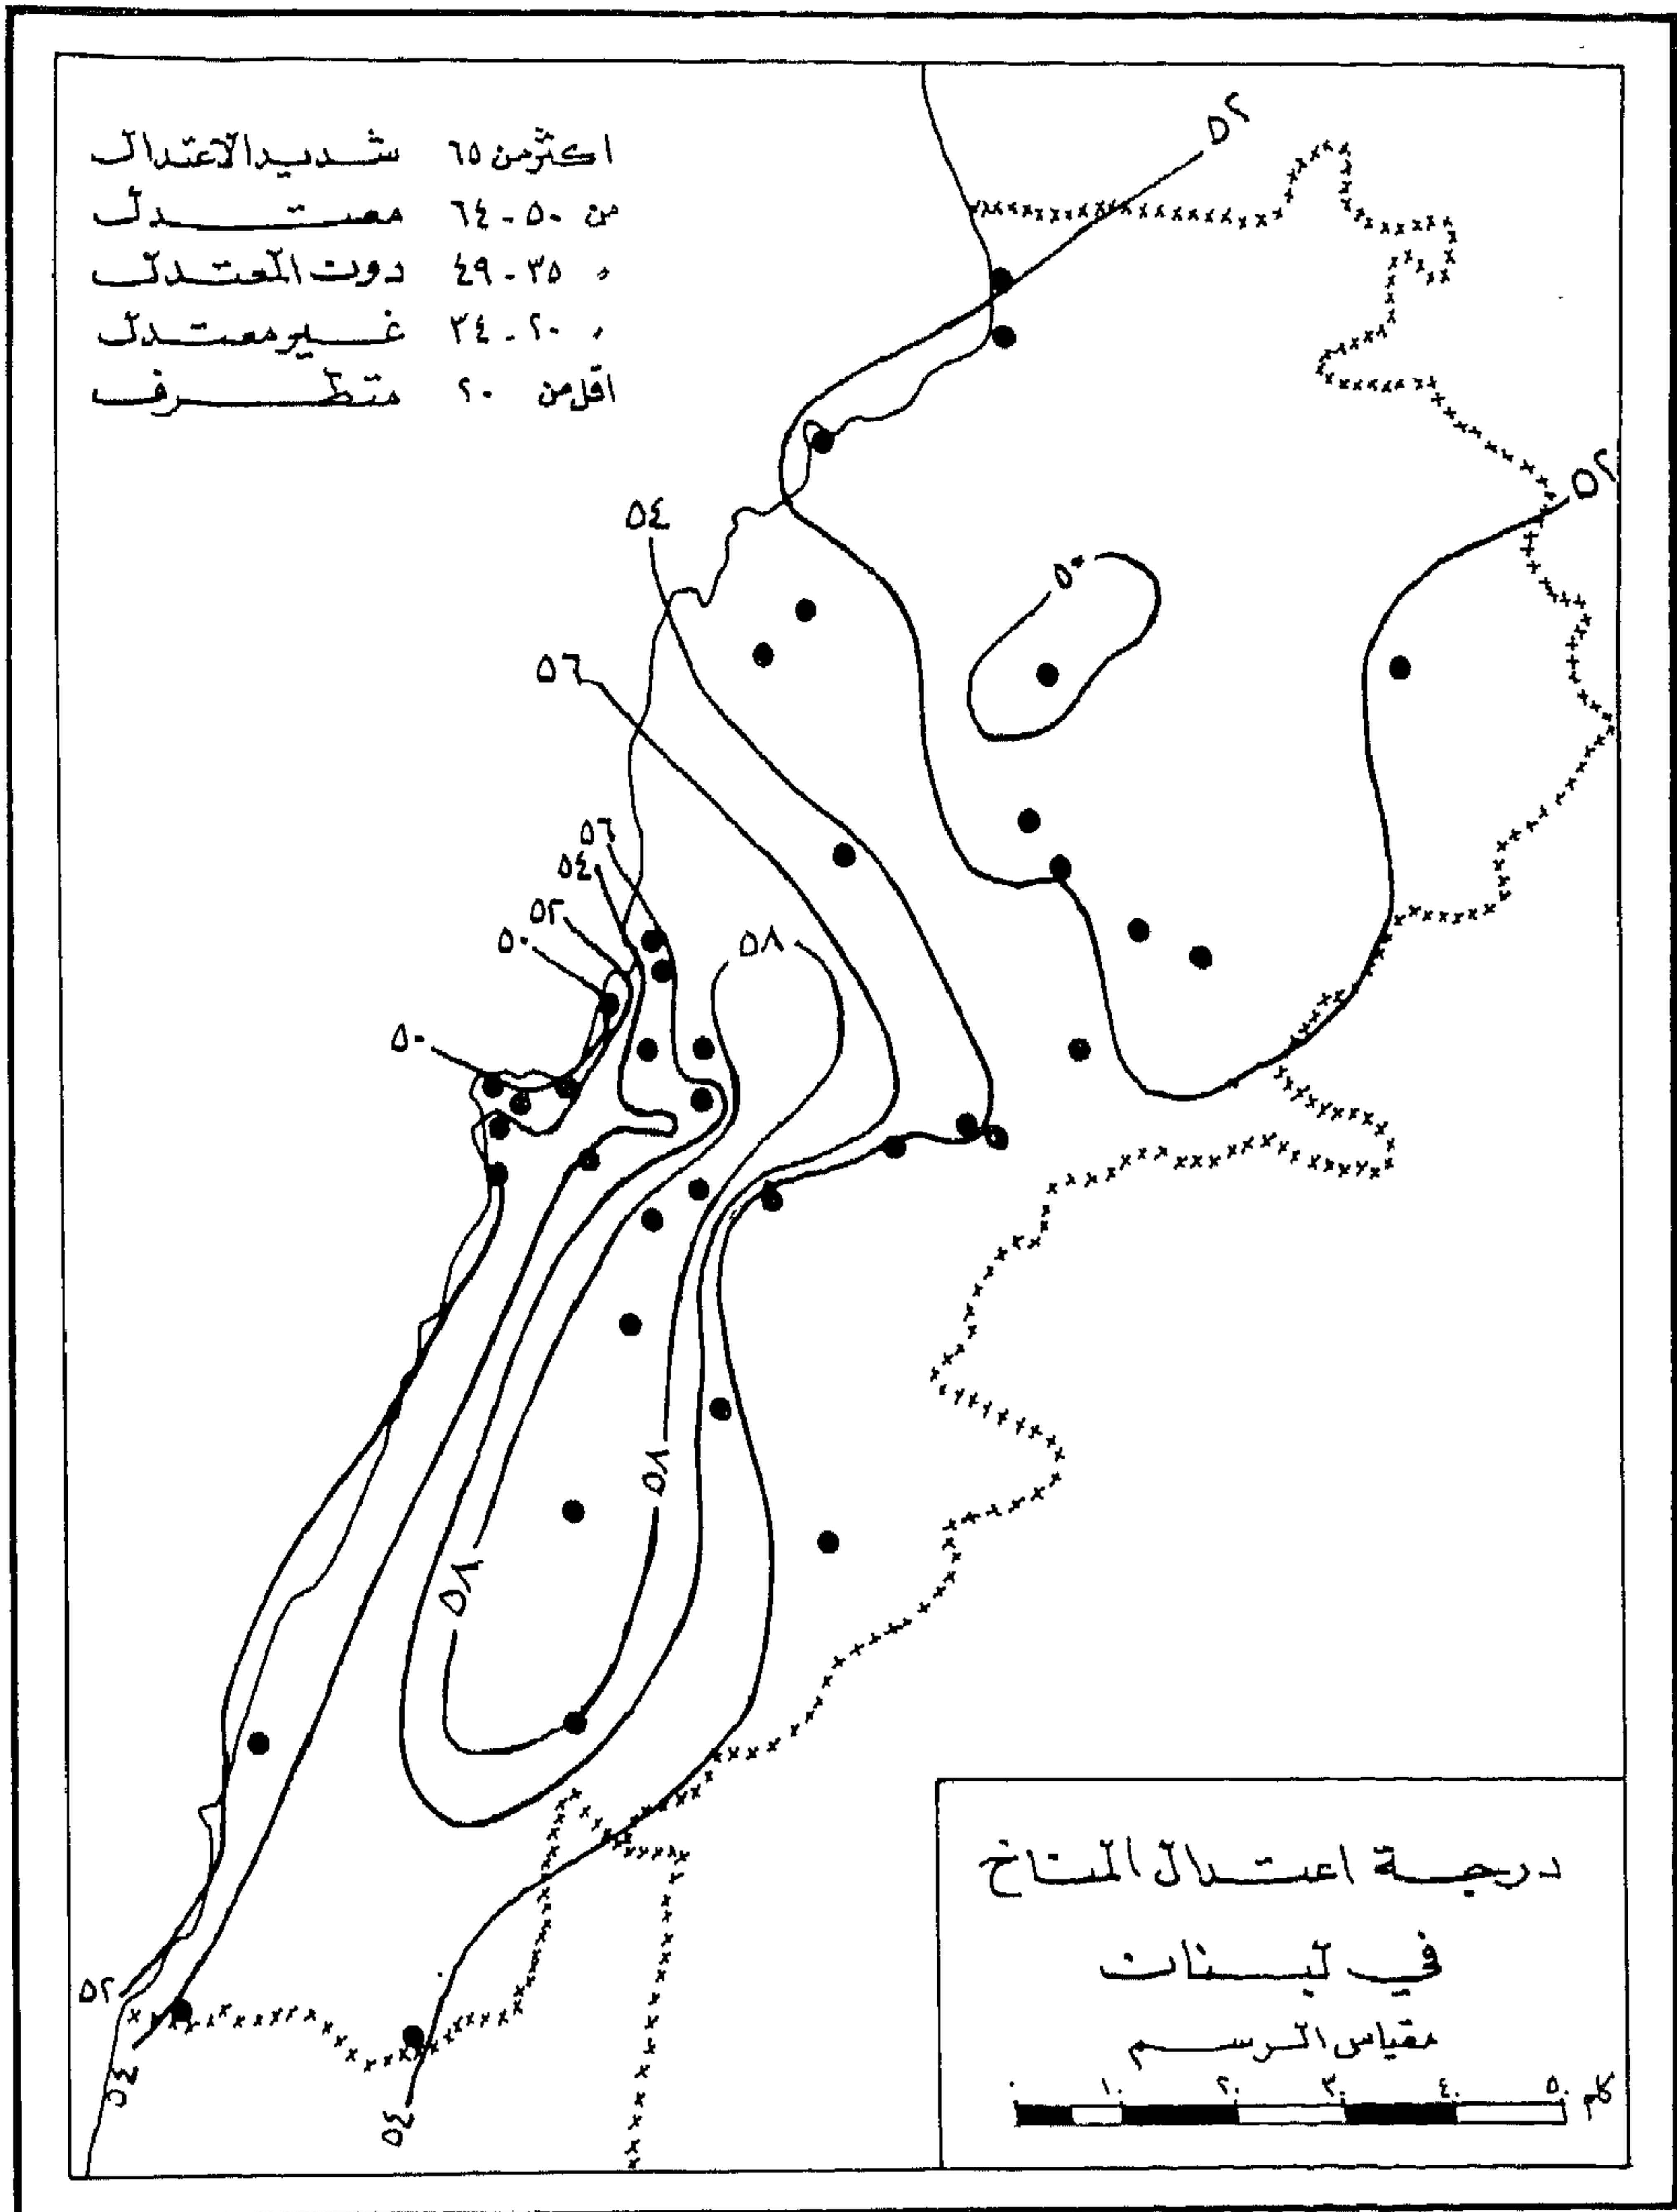 اكثر من ٦٥ شديد الاعتدال
من ٥٠ - ٦٤ معتدل
" ٣٥ - ٤٩ دون المعتدل
" ٢٠ - ٣٤ غير معتدل
اقل من ٢٠ متطرف
٥٢
٥٢
٥٤
٥٠
٥٦
٥٦
٥٤
٥٢
٥٠
٥٨
٥٠
٥٨
٥٨
٥٢
٥٤
٥٤
درجة اعتدال المناخ
في لبنان
مقياس الرسم
٠ ١٠ ٢٠ ٣٠ ٤٠ ٥٠ كلم